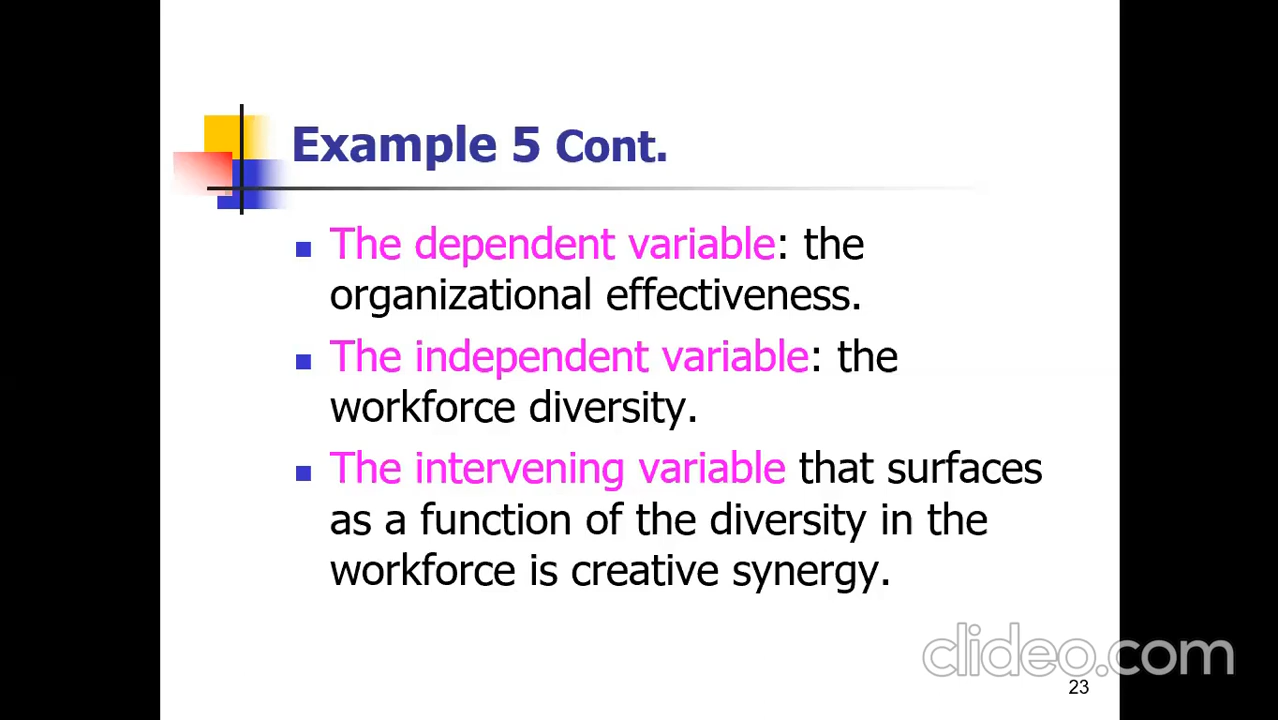 Example 5 Cont.
The dependent variable: the
organizational effectiveness.
The independent variable: the
workforce diversity.
The intervening variable that surfaces
as a function of the diversity in the
workforce is creative synergy.
clideo.com
23